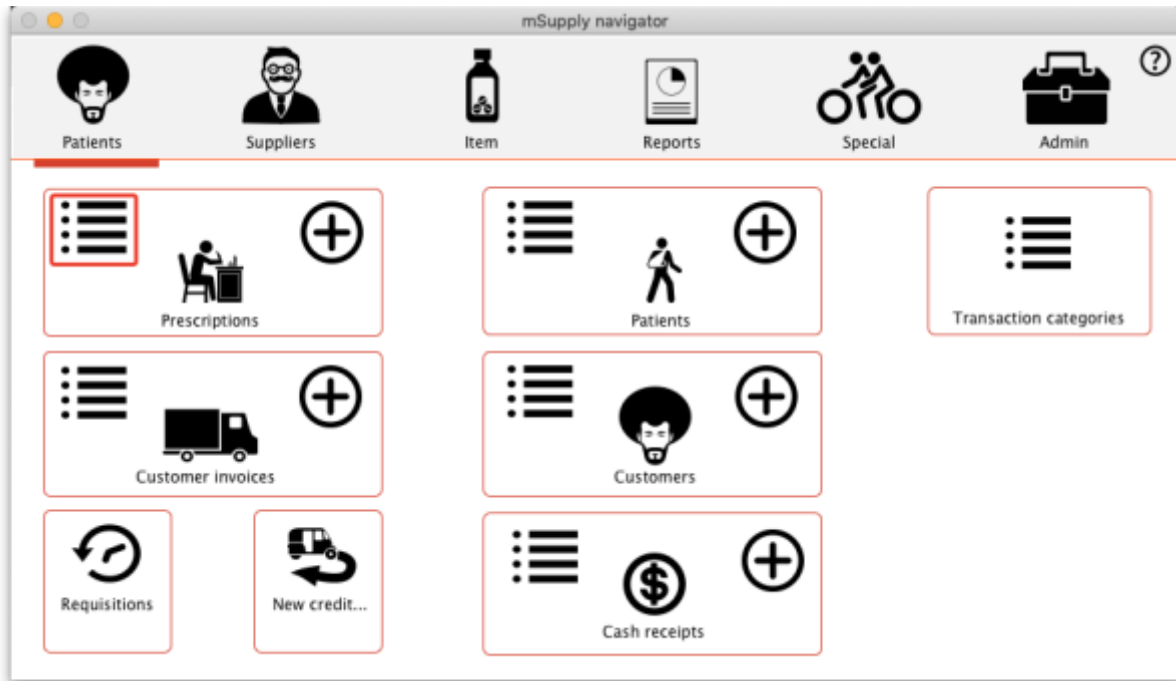 mSupply navigator
?
Patients
Suppliers
Item
Reports
Special
Admin
Prescriptions
Patients
Transaction categories
Customer invoices
Customers
Requisitions
New credit...
$
Cash receipts